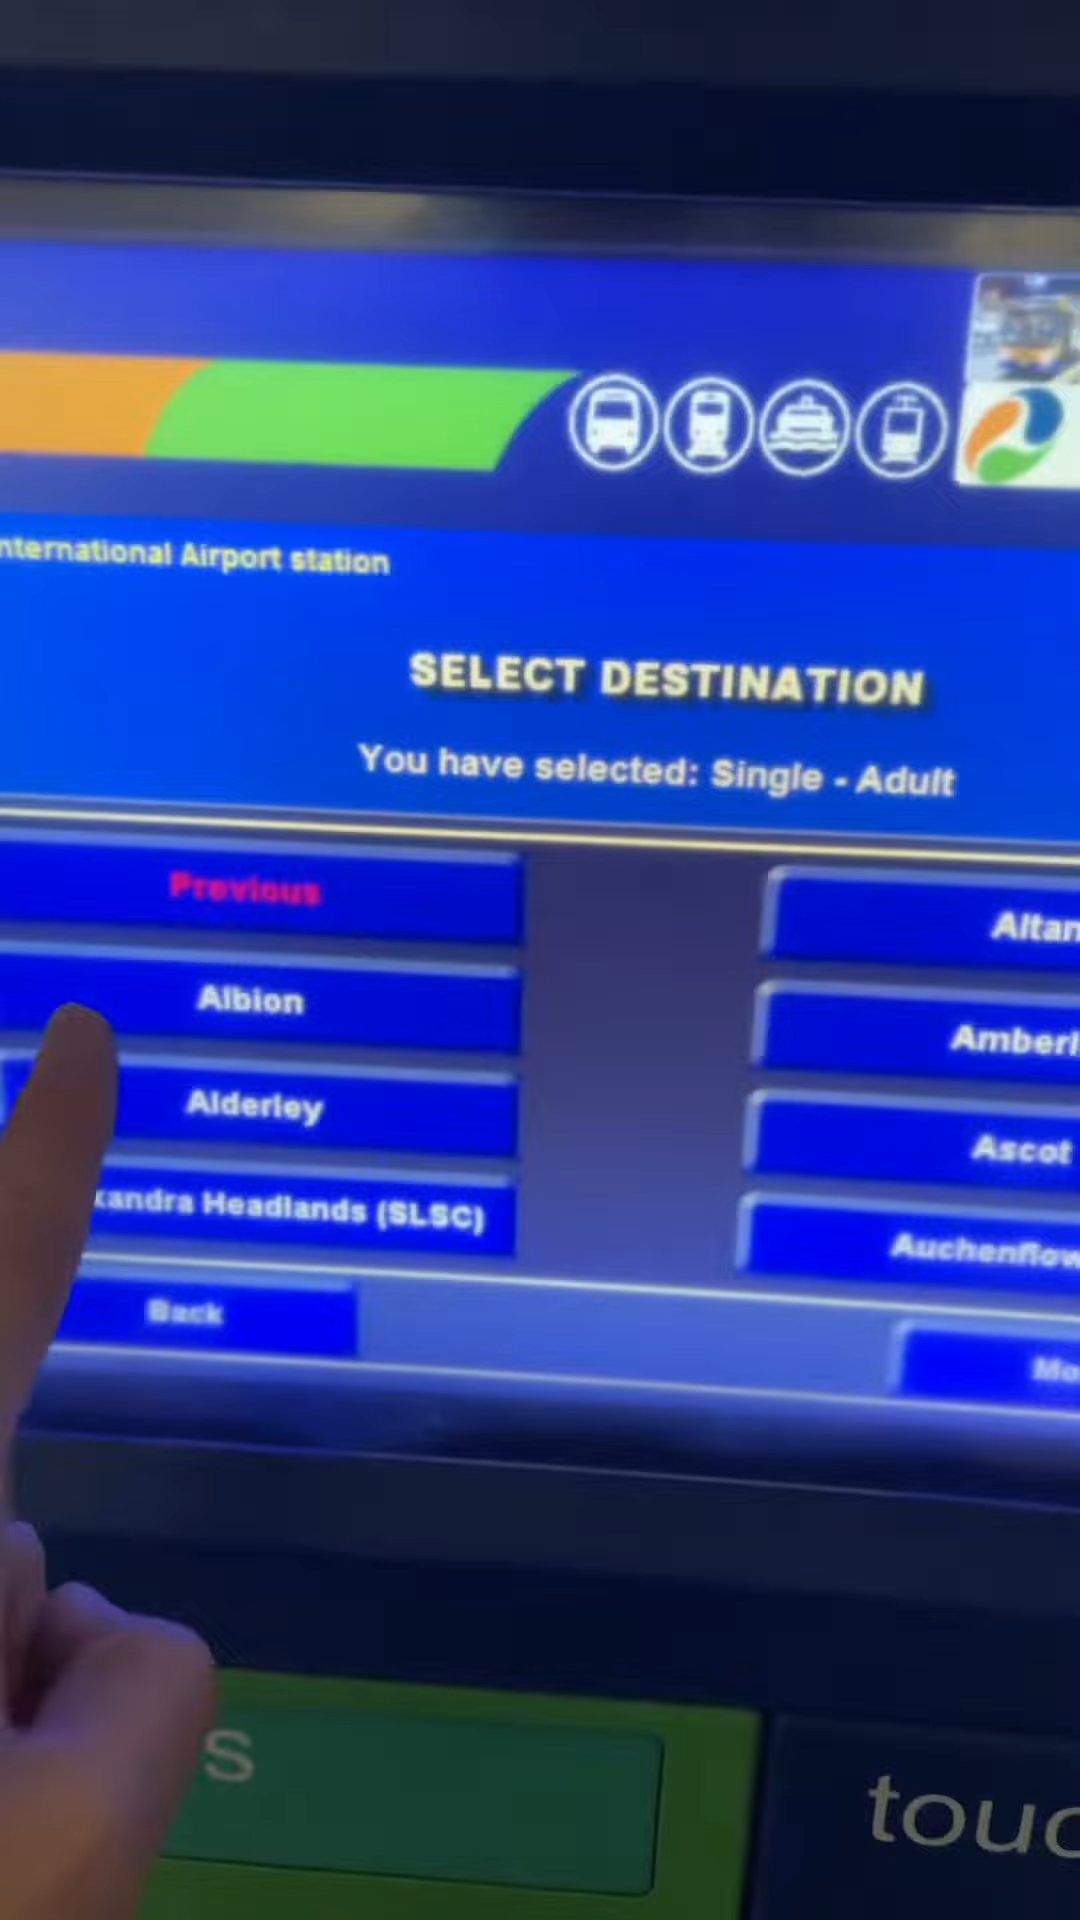 International Airport station
SELECT DESTINATION
You have selected: Single - Adult
Previous
Albion
Alderley
xandra Headlands (SLSC)
Back
Altan
Amberl
Ascot
Auchenflow
Mo
s
touc